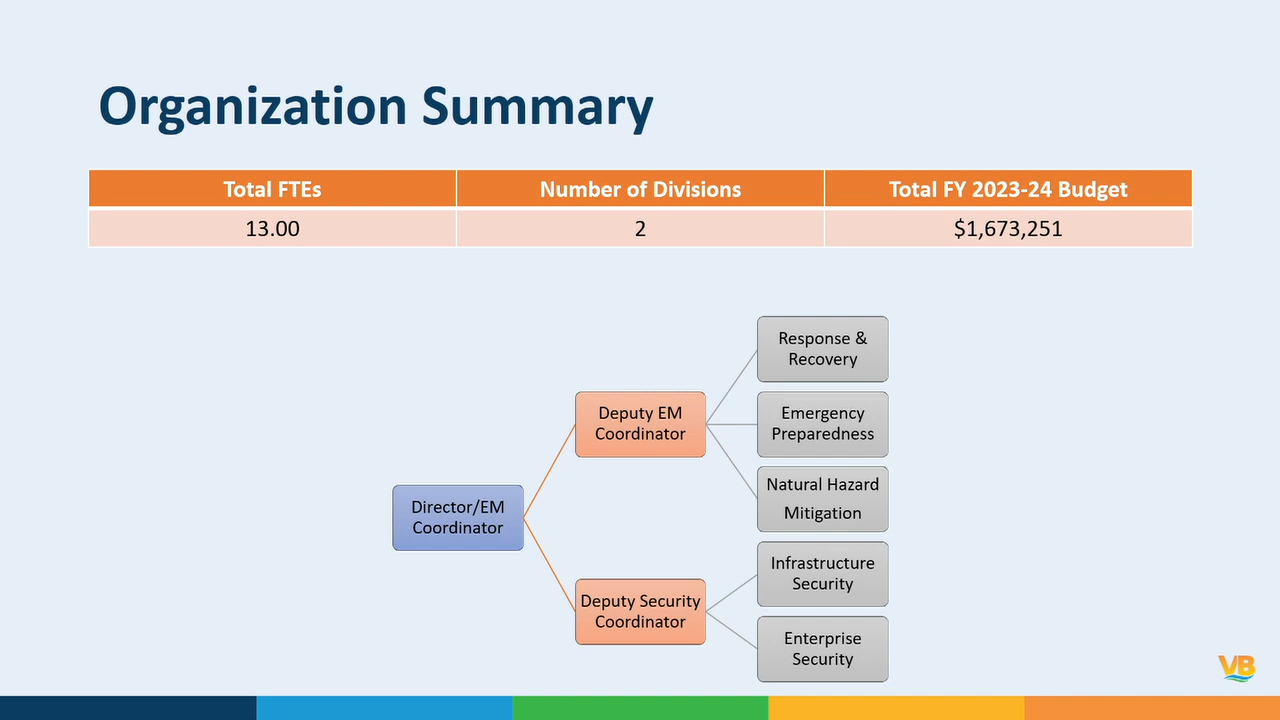 Organization Summary
Total FTEs
Number of Divisions
Total FY 2023-24 Budget
13.00
2
$1,673,251
Response &
Recovery
Deputy EM
Coordinator
Emergency
Preparedness
Natural Hazard
Mitigation
Director/EM
Coordinator
Infrastructure
Security
Deputy Security
Coordinator
Enterprise
Security
VB